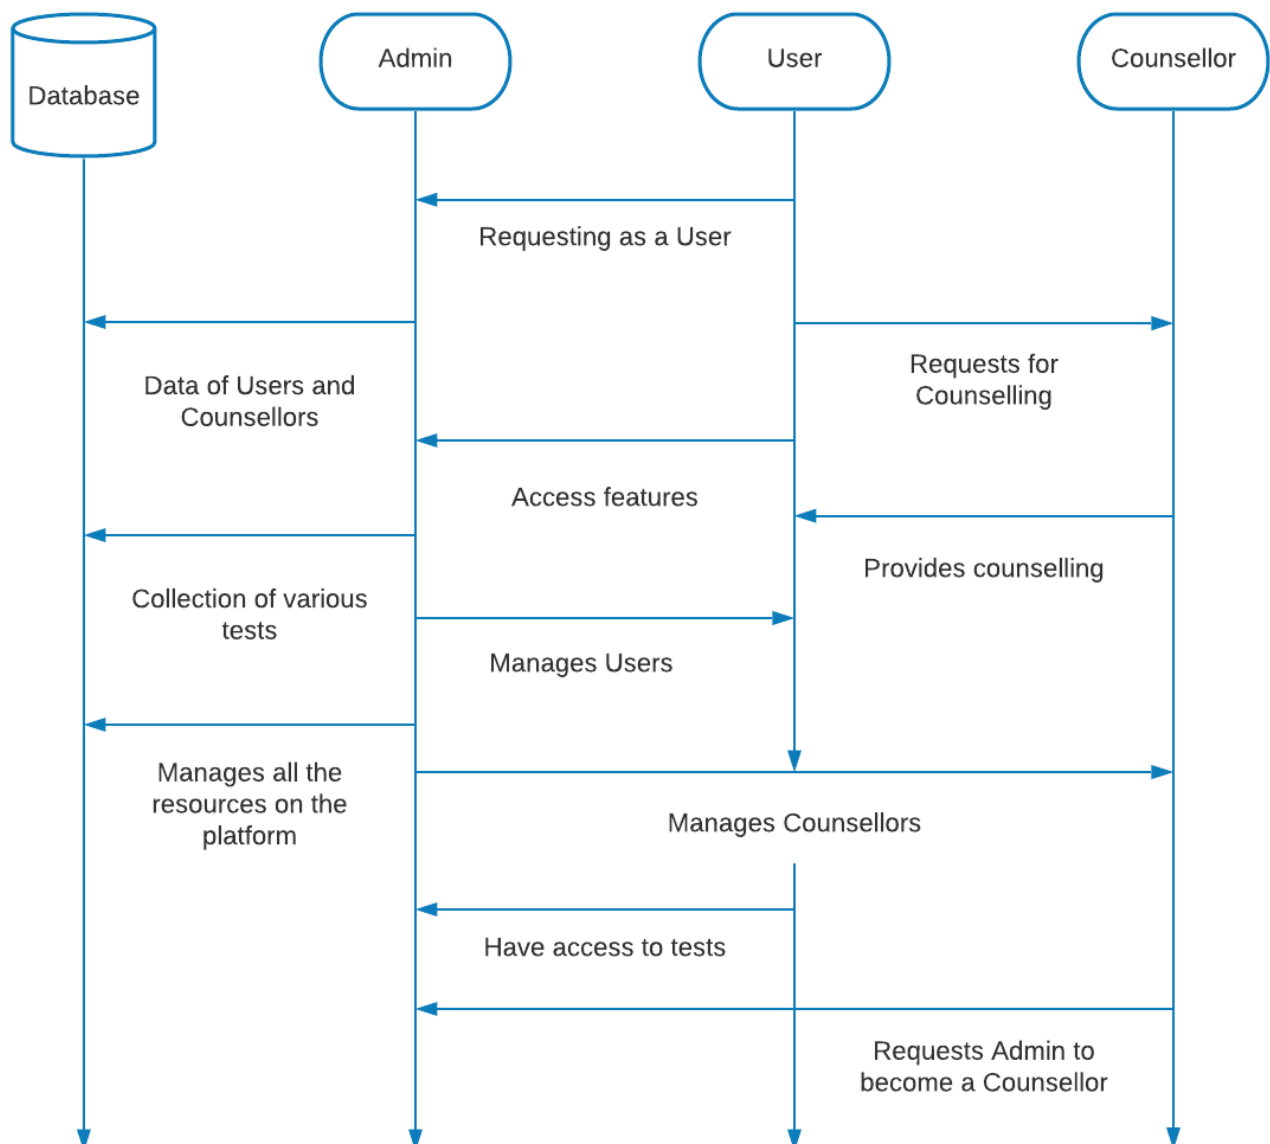 Database
Admin
User
Counsellor
Requesting as a User
Data of Users and
Counsellors
Requests for
Counselling
Access features
Provides counselling
Collection of various
tests
Manages Users
Manages all the
resources on the
platform
Manages Counsellors
Have access to tests
Requests Admin to
become a Counsellor